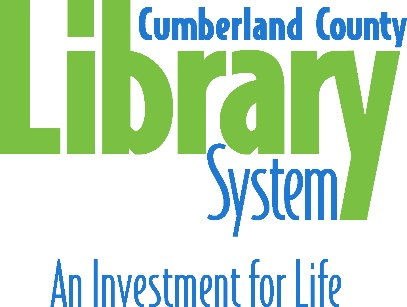 Cumberland County
Library
System
An Investment for Life